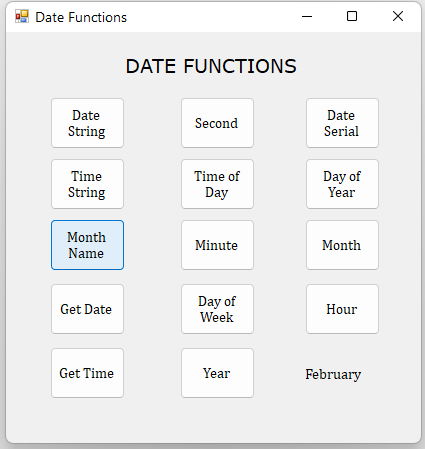 Date Functions
DATE FUNCTIONS
Date
String
Second
Date
Serial
Time
String
Time of
Day
Day of
Year
Month
Name
Minute
Month
Get Date
Day of
Week
Hour
Get Time
Year
February